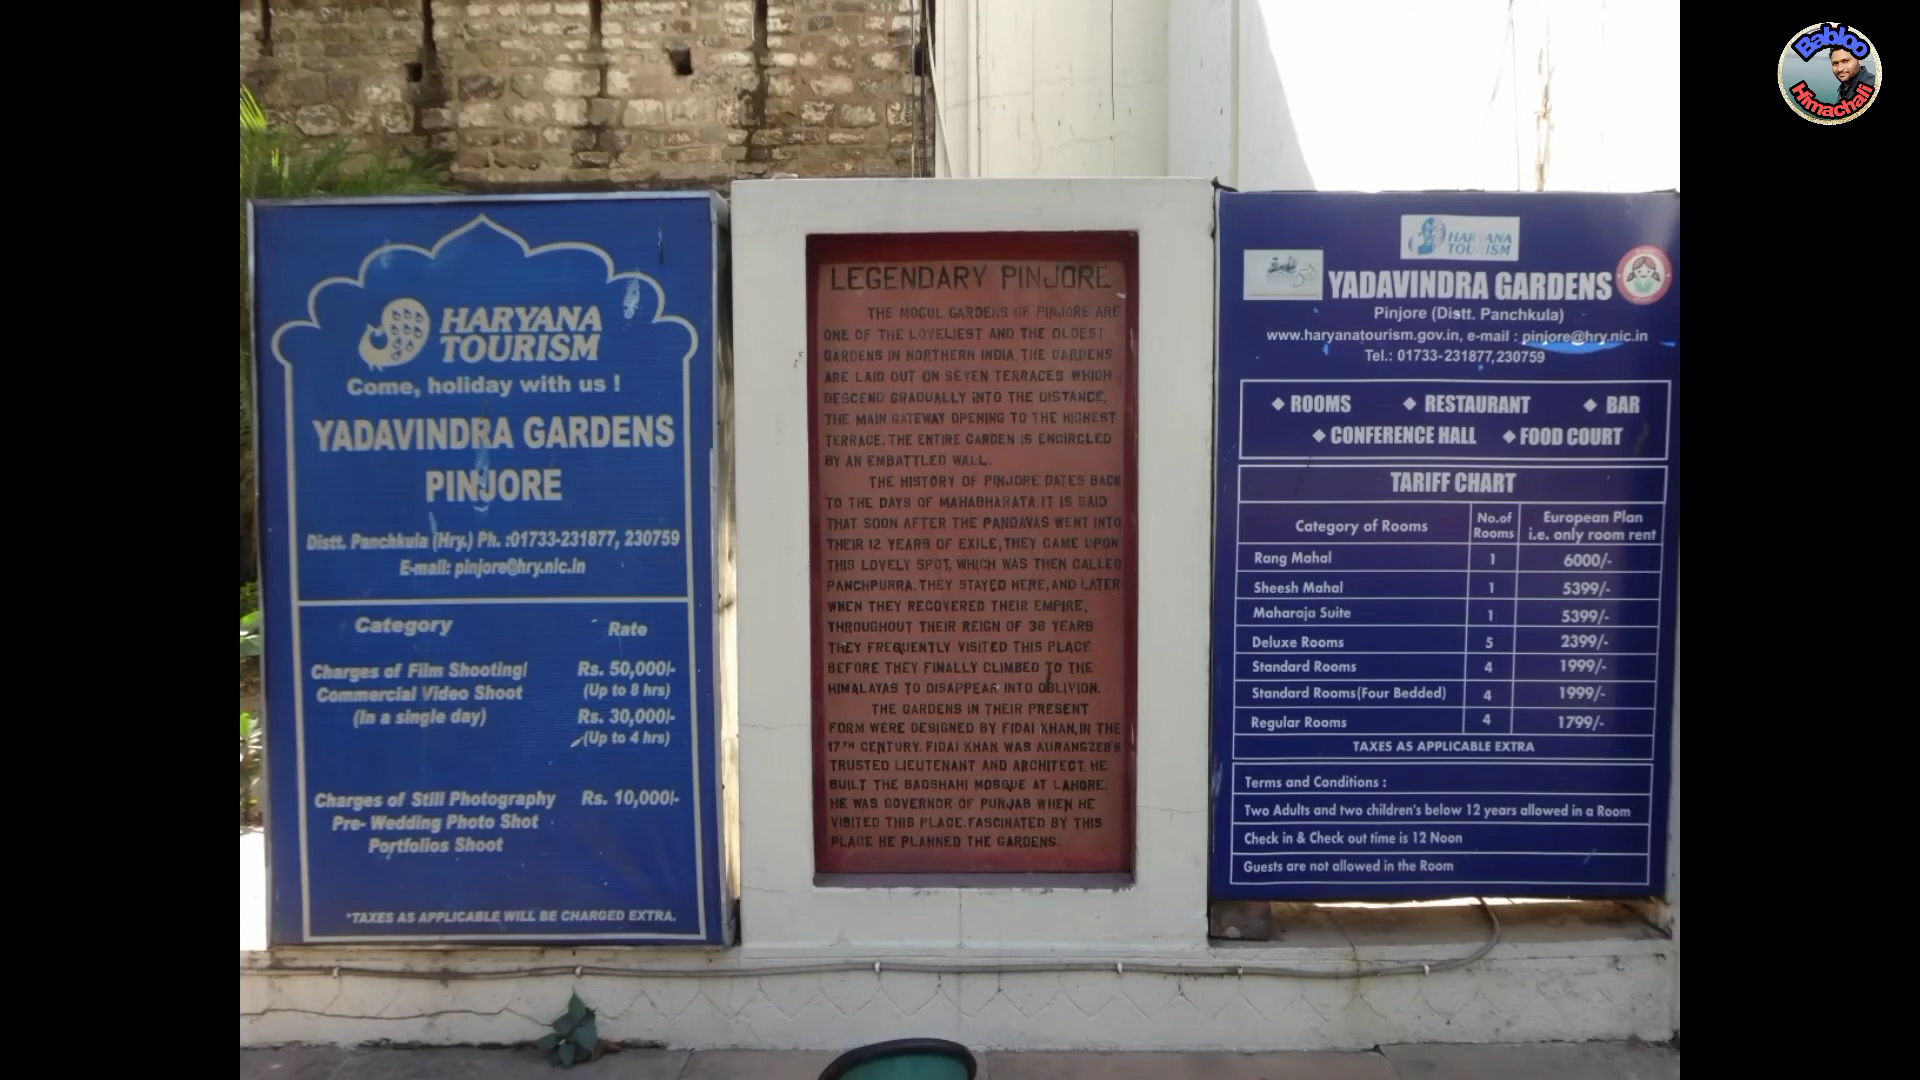 HARYANA
TOURISM
Come, holiday with us !
YADAVINDRA GARDENS
PINJORE
Distt. Panchkula (Hry.) Ph. :01733-231877, 230759
E-mail: pinjore@hry.nic.in
Category Rate
Charges of Film Shooting/ Rs. 50,000/-
Commercial Video Shoot (Up to 8 hrs)
(In a single day) Rs. 30,000/-
(Up to 4 hrs)
Charges of Still Photography Rs. 10,000/-
Pre- Wedding Photo Shot
Portfolios Shoot
*TAXES AS APPLICABLE WILL BE CHARGED EXTRA.
LEGENDARY PINJORE
THE MOGUL GARDENS OF PINJORE ARE
ONE OF THE LOVELIEST AND THE OLDEST
GARDENS IN NORTHERN INDIA. THE GARDENS
ARE LAID OUT ON SEVEN TERRACES WHICH
DESCEND GRADUALLY INTO THE DISTANCE,
THE MAIN GATEWAY OPENING TO THE HIGHEST
TERRACE. THE ENTIRE GARDEN IS ENCIRCLED
BY AN EMBATTLED WALL.
THE HISTORY OF PINJORE DATES BACK
TO THE DAYS OF MAHABHARATA. IT IS SAID
THAT SOON AFTER THE PANDAVAS WENT INTO
THEIR 12 YEARS OF EXILE, THEY CAME UPON
THIS LOVELY SPOT, WHICH WAS THEN CALLED
PANCHPURRA. THEY STAYED HERE, AND LATER
WHEN THEY RECOVERED THEIR EMPIRE,
THROUGHOUT THEIR REIGN OF 36 YEARS
THEY FREQUENTLY VISITED THIS PLACE
BEFORE THEY FINALLY CLIMBED TO THE
HIMALAYAS TO DISAPPEAR INTO OBLIVION.
THE GARDENS IN THEIR PRESENT
FORM WERE DESIGNED BY FIDAI KHAN, IN THE
17TH CENTURY. FIDAI KHAN WAS AURANGZEB'S
TRUSTED LIEUTENANT AND ARCHITECT. HE
BUILT THE BADSHAHI MOSQUE AT LAHORE.
HE WAS GOVERNOR OF PUNJAB WHEN HE
VISITED THIS PLACE. FASCINATED BY THIS
PLACE HE PLANNED THE GARDENS.
HARYANA
TOURISM
YADAVINDRA GARDENS
Pinjore (Distt. Panchkula)
www.haryanatourism.gov.in, e-mail : pinjore@hry.nic.in
Tel.: 01733-231877,230759
◆ ROOMS ◆ RESTAURANT ◆ BAR
◆ CONFERENCE HALL ◆ FOOD COURT
TARIFF CHART
Category of Rooms No.of Rooms European Plan i.e. only room rent
Rang Mahal 1 6000/-
Sheesh Mahal 1 5399/-
Maharaja Suite 1 5399/-
Deluxe Rooms 5 2399/-
Standard Rooms 4 1999/-
Standard Rooms(Four Bedded) 4 1999/-
Regular Rooms 4 1799/-
TAXES AS APPLICABLE EXTRA
Terms and Conditions :
Two Adults and two children's below 12 years allowed in a Room
Check in & Check out time is 12 Noon
Guests are not allowed in the Room
Babloo
Himachali